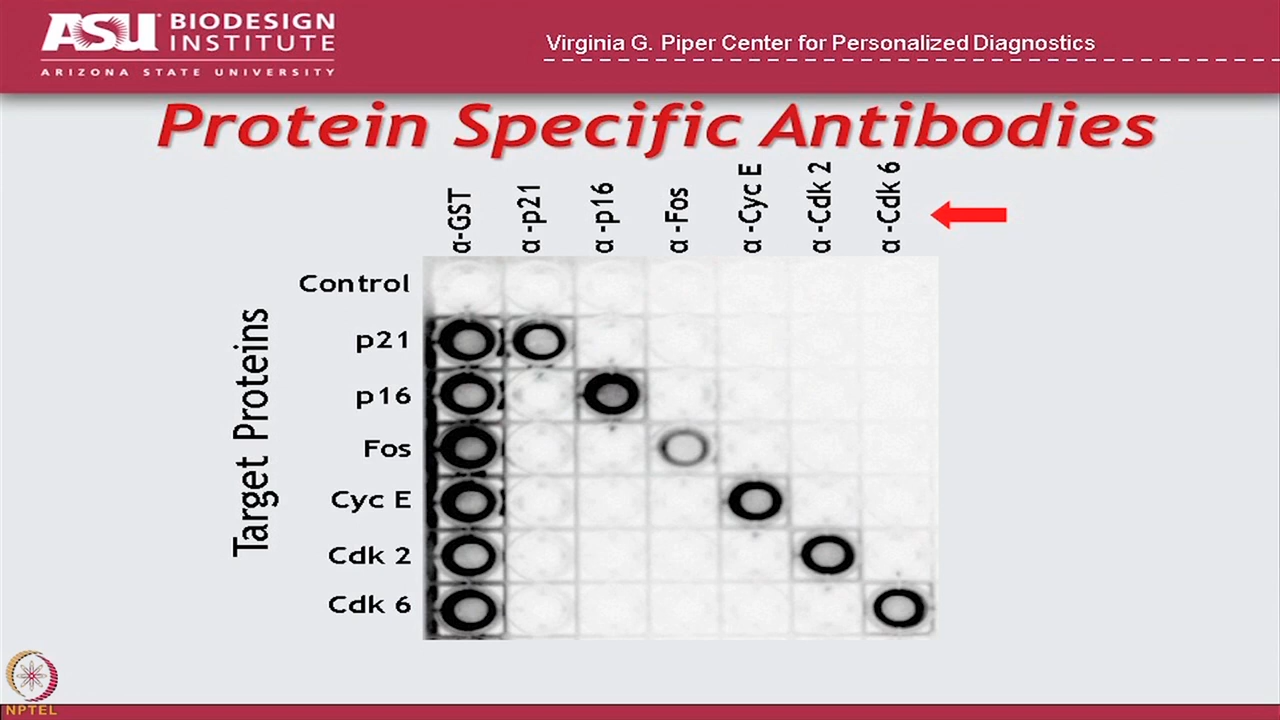 ASU BIODESIGN INSTITUTE
ARIZONA STATE UNIVERSITY
Virginia G. Piper Center for Personalized Diagnostics
Protein Specific Antibodies
α-GST
α -p21
α -p16
α -Fos
α -Cyc E
α -Cdk 2
α -Cdk 6
Target Proteins
Control
p21
p16
Fos
Cyc E
Cdk 2
Cdk 6
NPTEL